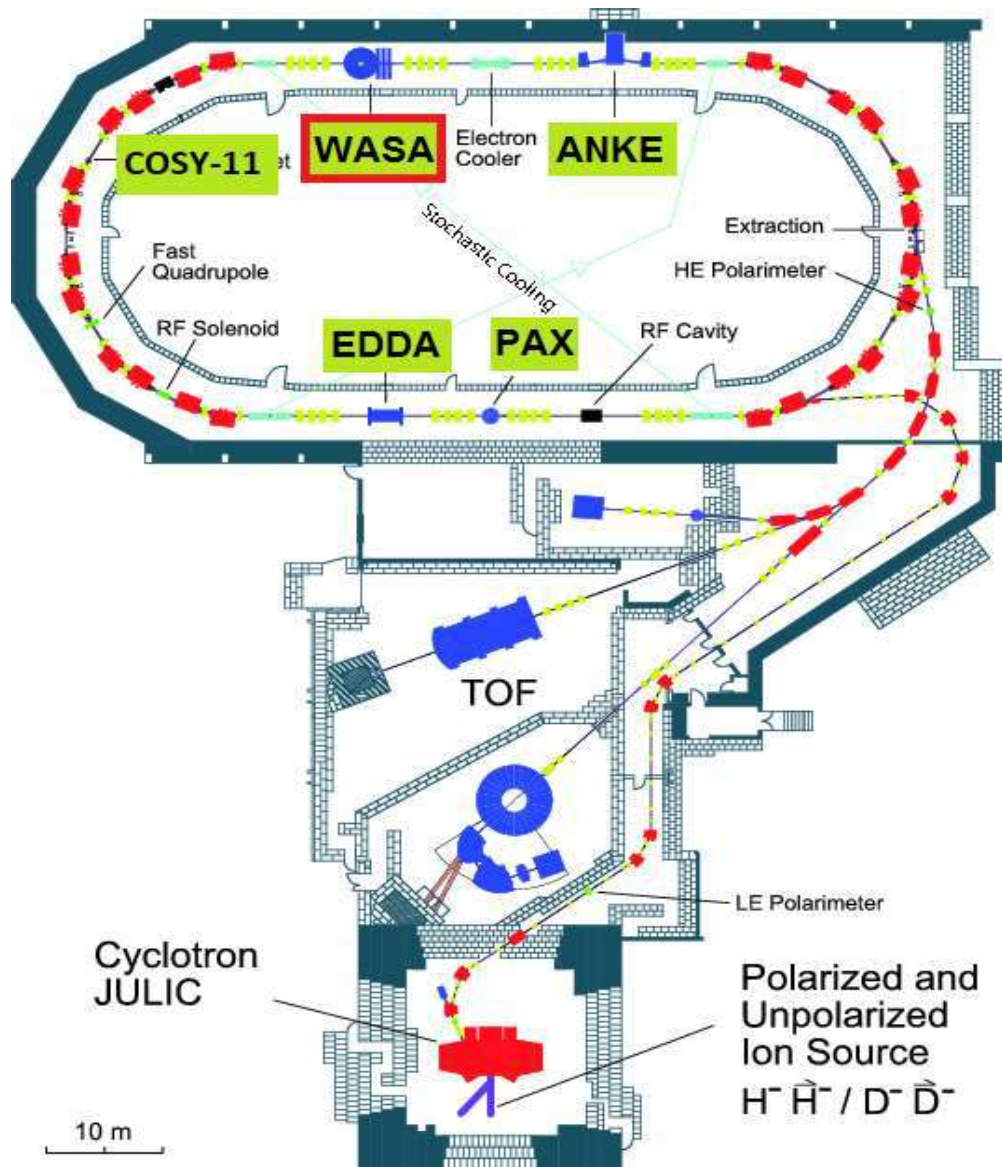 WASA
Electron
Cooler
ANKE
COSY-11
et
Stochastic Cooling
Extraction
HE Polarimeter
Fast
Quadrupole
RF Solenoid
EDDA
PAX
RF Cavity
TOF
LE Polarimeter
Cyclotron
JULIC
Polarized and
Unpolarized
Ion Source
H⁻ H⃗⁻ / D⁻ D⃗⁻
10 m